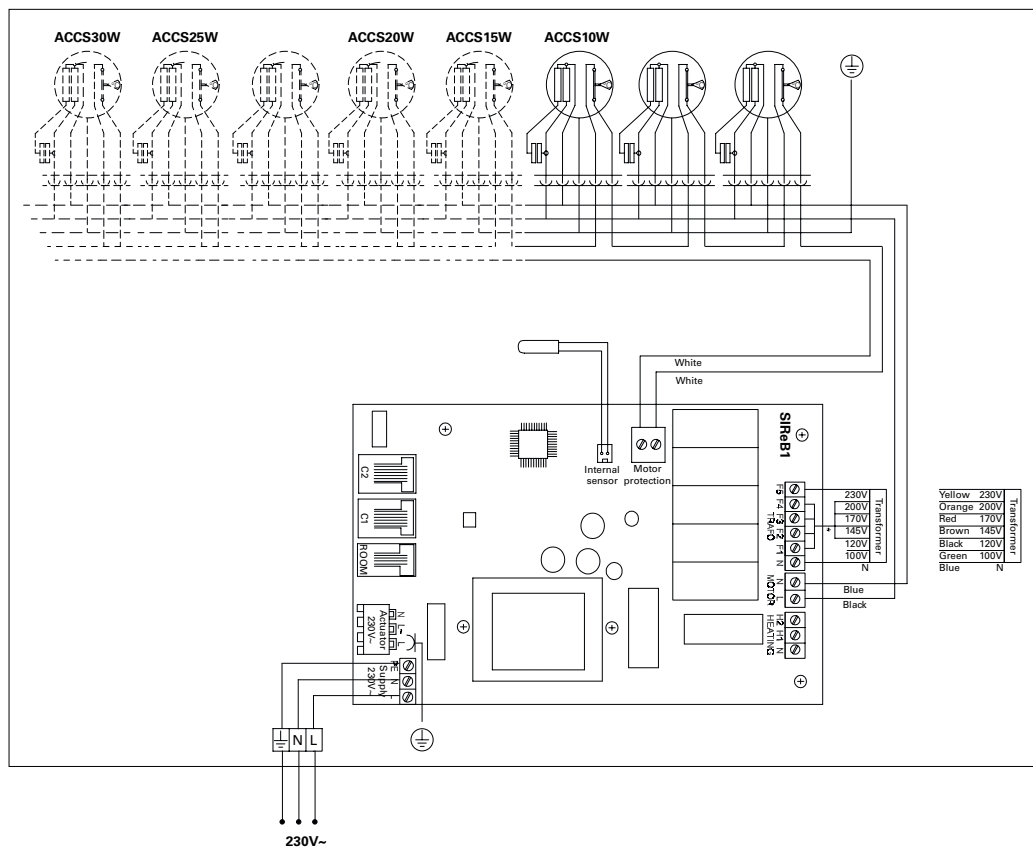 ACCS30W ACCS25W ACCS20W ACCS15W ACCS10W
White
White
SIReB1
Internal
sensor
Motor
protection
C2
C1
ROOM
Actuator
230V~
N L~ L
PE N L
Supply
230V~
F5 F4 F3 F2 F1 N
TRAFO
N L
MOTOR
H2 H1 N
HEATING
230V
200V
170V
145V
120V
100V
N
Transformer
*
Blue
Black
Yellow 230V
Orange 200V
Red 170V
Brown 145V
Black 120V
Green 100V
Blue N
Transformer
N L
230V~